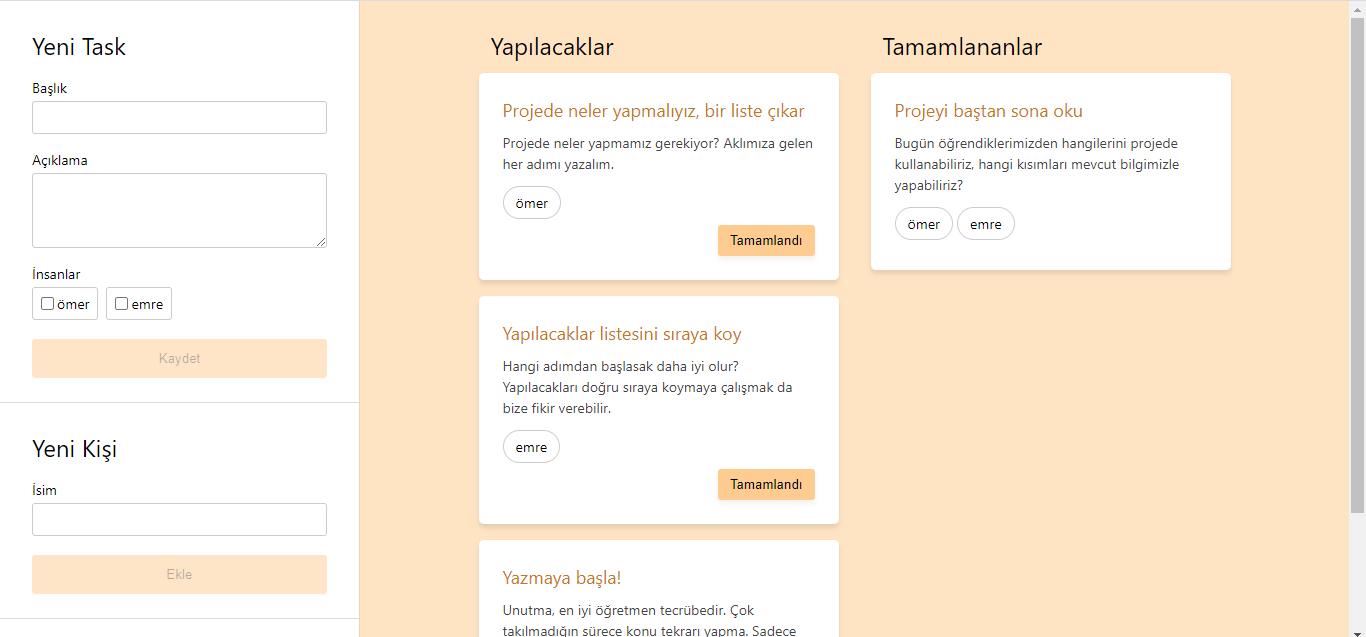 Yeni Task
Başlık
Açıklama
İnsanlar
ömer
emre
Kaydet
Yeni Kişi
İsim
Ekle
Yapılacaklar
Projede neler yapmalıyız, bir liste çıkar
Projede neler yapmamız gerekiyor? Aklımıza gelen
her adımı yazalım.
ömer
Tamamlandı
Yapılacaklar listesini sıraya koy
Hangi adımdan başlasak daha iyi olur?
Yapılacakları doğru sıraya koymaya çalışmak da
bize fikir verebilir.
emre
Tamamlandı
Yazmaya başla!
Unutma, en iyi öğretmen tecrübedir. Çok
takılmadığın sürece konu tekrarı yapma. Sadece
Tamamlananlar
Projeyi baştan sona oku
Bugün öğrendiklerimizden hangilerini projede
kullanabiliriz, hangi kısımları mevcut bilgimizle
yapabiliriz?
ömer
emre